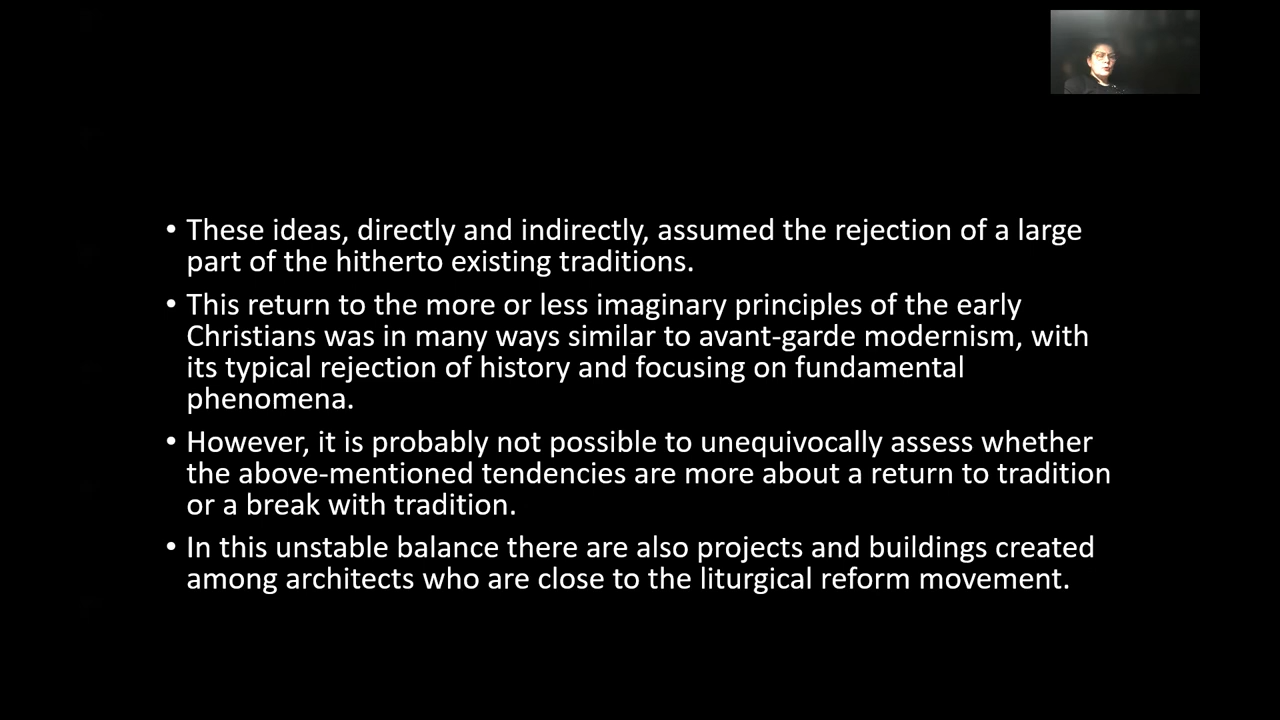 • These ideas, directly and indirectly, assumed the rejection of a large
part of the hitherto existing traditions.
• This return to the more or less imaginary principles of the early
Christians was in many ways similar to avant-garde modernism, with
its typical rejection of history and focusing on fundamental
phenomena.
• However, it is probably not possible to unequivocally assess whether
the above-mentioned tendencies are more about a return to tradition
or a break with tradition.
• In this unstable balance there are also projects and buildings created
among architects who are close to the liturgical reform movement.